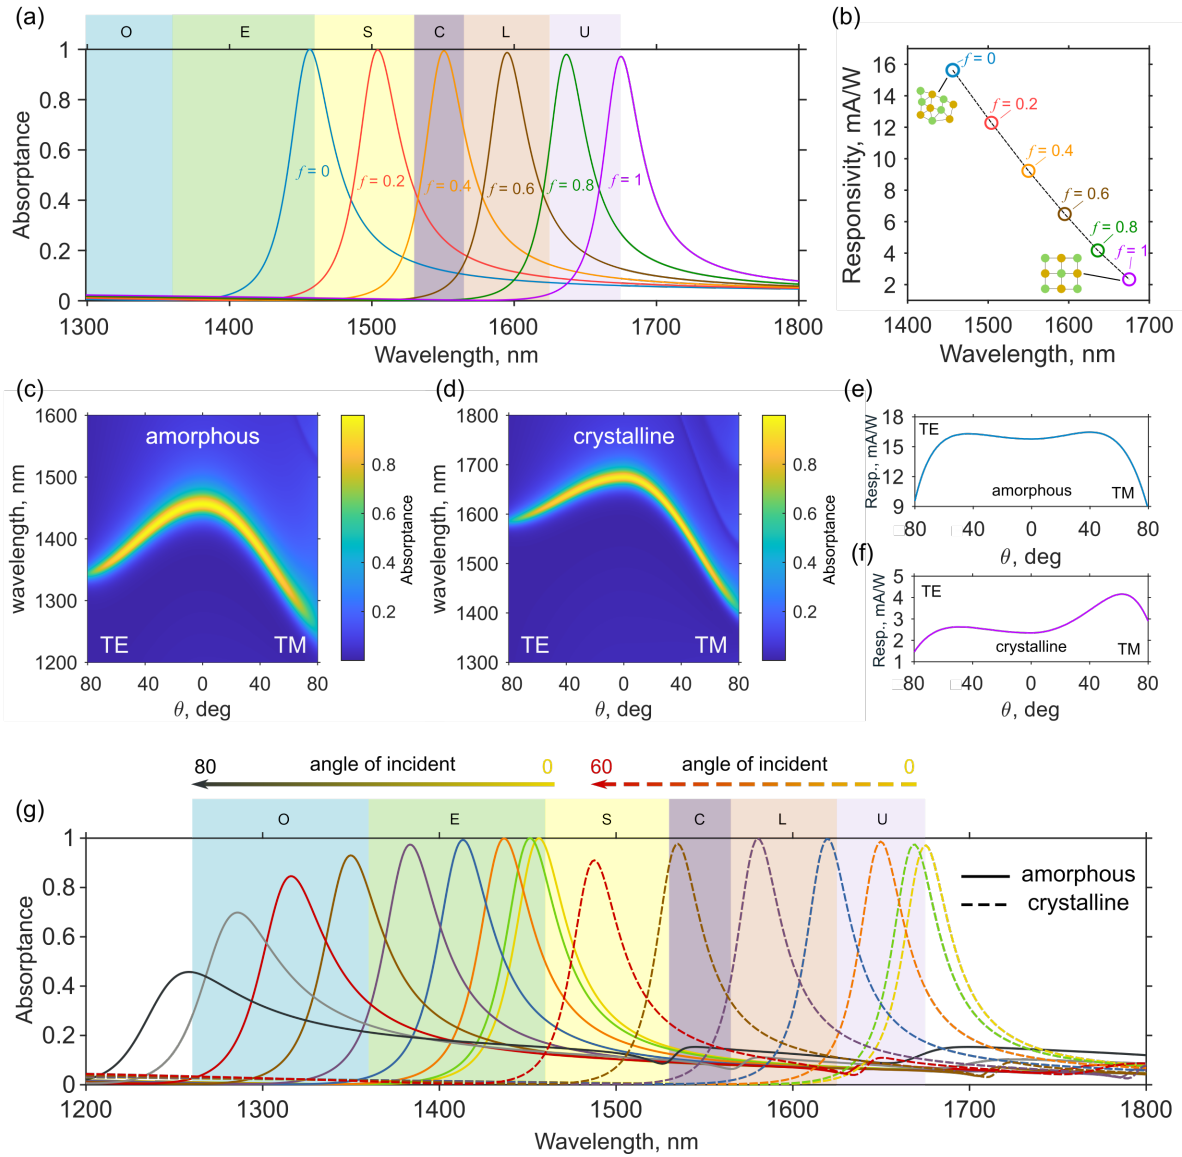 (a)
O E S C L U
1
0.8
0.6
0.4
0.2
0
Absorptance
f = 0
f = 0.2
f = 0.4
f = 0.6
f = 0.8
f = 1
1300 1400 1500 1600 1700 1800
Wavelength, nm
(b)
16
14
12
10
8
6
4
2
Responsivity, mA/W
f = 0
f = 0.2
f = 0.4
f = 0.6
f = 0.8
f = 1
1400 1500 1600 1700
Wavelength, nm
(c)
1600
1500
1400
1300
1200
wavelength, nm
amorphous
TE TM
80 40 0 40 80
θ, deg
0.8
0.6
0.4
0.2
Absorptance
(d)
1800
1700
1600
1500
1400
1300
wavelength, nm
crystalline
TE TM
80 40 0 40 80
θ, deg
0.8
0.6
0.4
0.2
Absorptance
(e)
18
15
12
9
Resp., mA/W
TE
amorphous TM
80 40 0 40 80
θ, deg
(f)
5
4
3
2
1
Resp., mA/W
TE
crystalline TM
80 40 0 40 80
θ, deg
80 angle of incident 0
60 angle of incident 0
(g)
O E S C L U
1
0.8
0.6
0.4
0.2
0
Absorptance
amorphous
crystalline
1200 1300 1400 1500 1600 1700 1800
Wavelength, nm